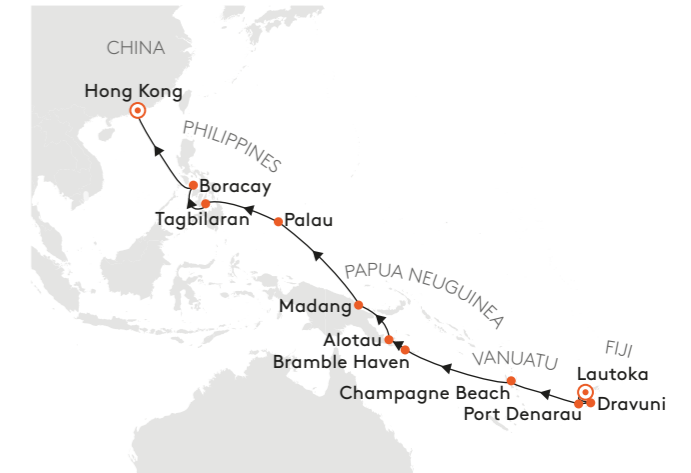 CHINA
Hong Kong
PHILIPPINES
Boracay
Tagbilaran
Palau
PAPUA NEUGUINEA
Madang
Alotau
Bramble Haven
VANUATU
FIJI
Lautoka
Champagne Beach
Dravuni
Port Denarau